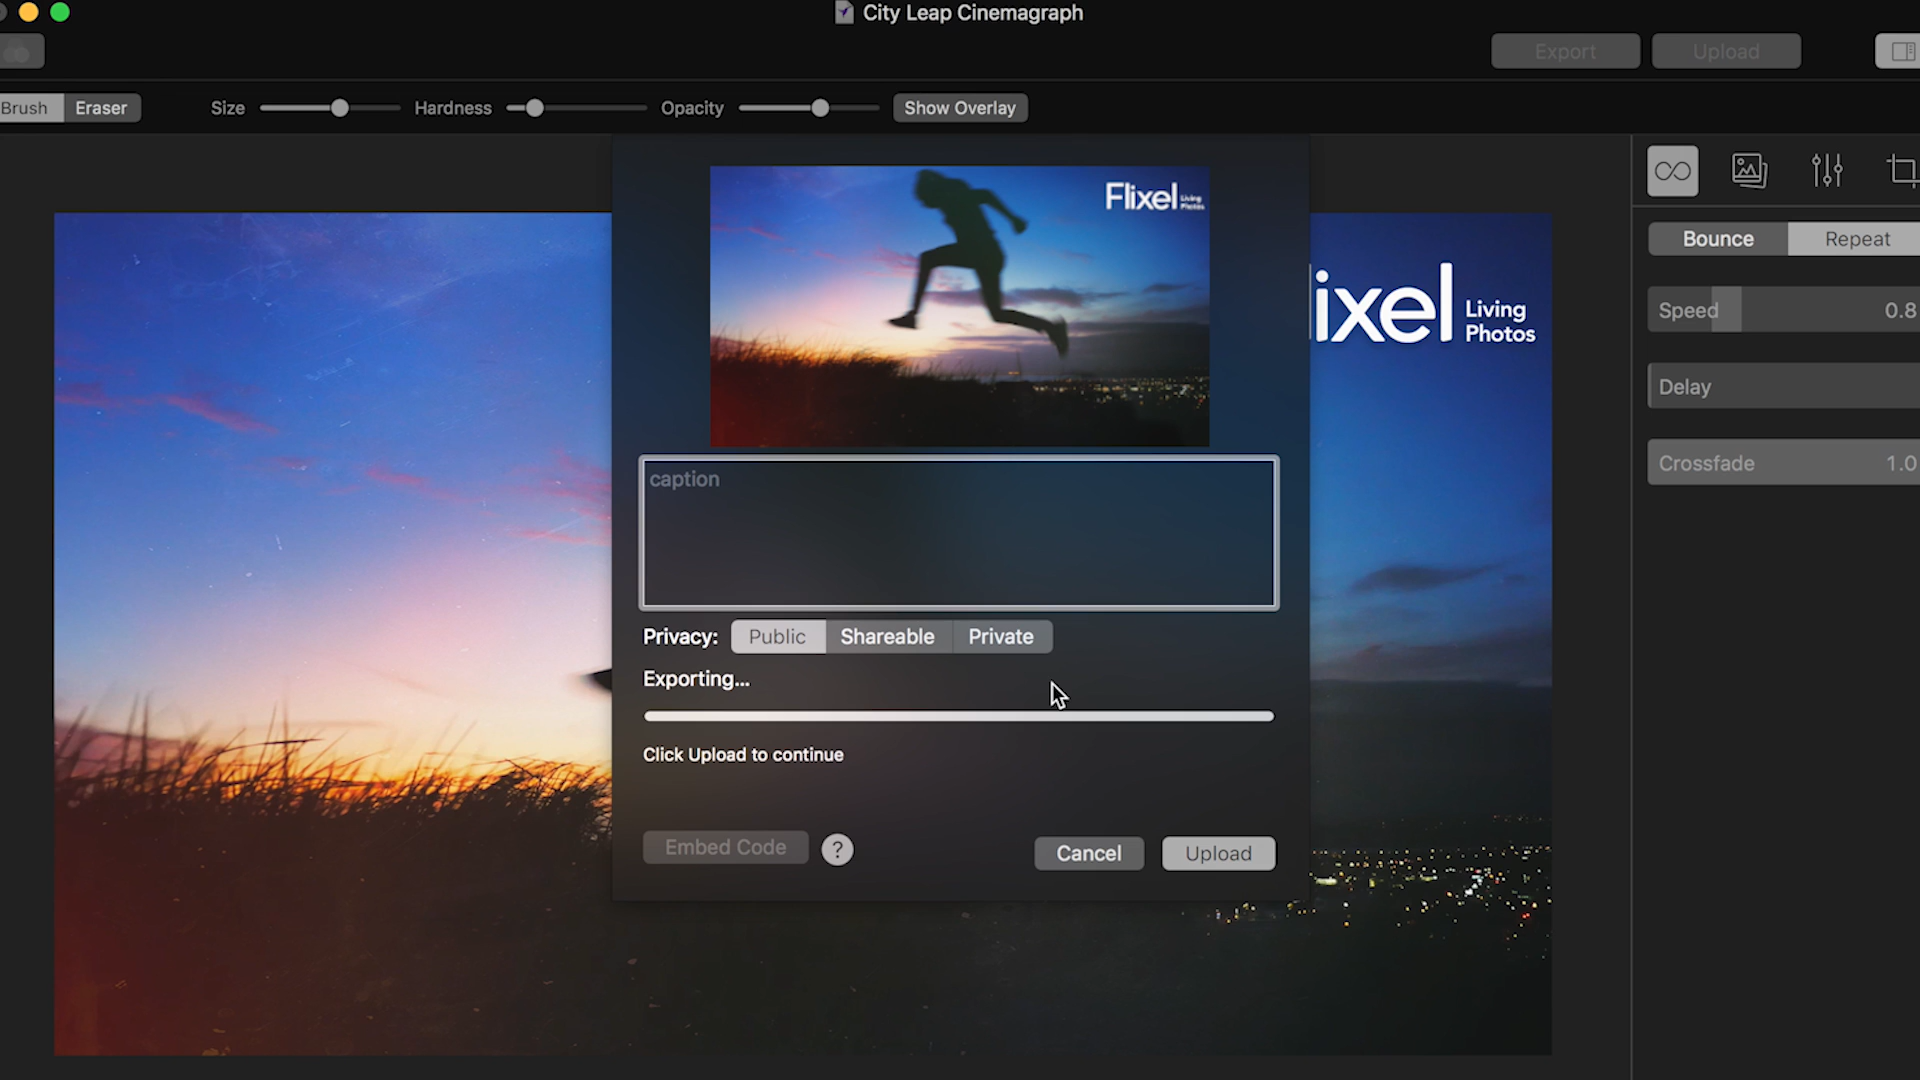 City Leap Cinemagraph
Export
Upload
Brush
Eraser
Size
Hardness
Opacity
Show Overlay
Flixel Living Photos
ixel Living Photos
Bounce
Repeat
Speed
0.8
Delay
Crossfade
1.0
caption
Privacy:
Public
Shareable
Private
Exporting...
Click Upload to continue
Embed Code
?
Cancel
Upload